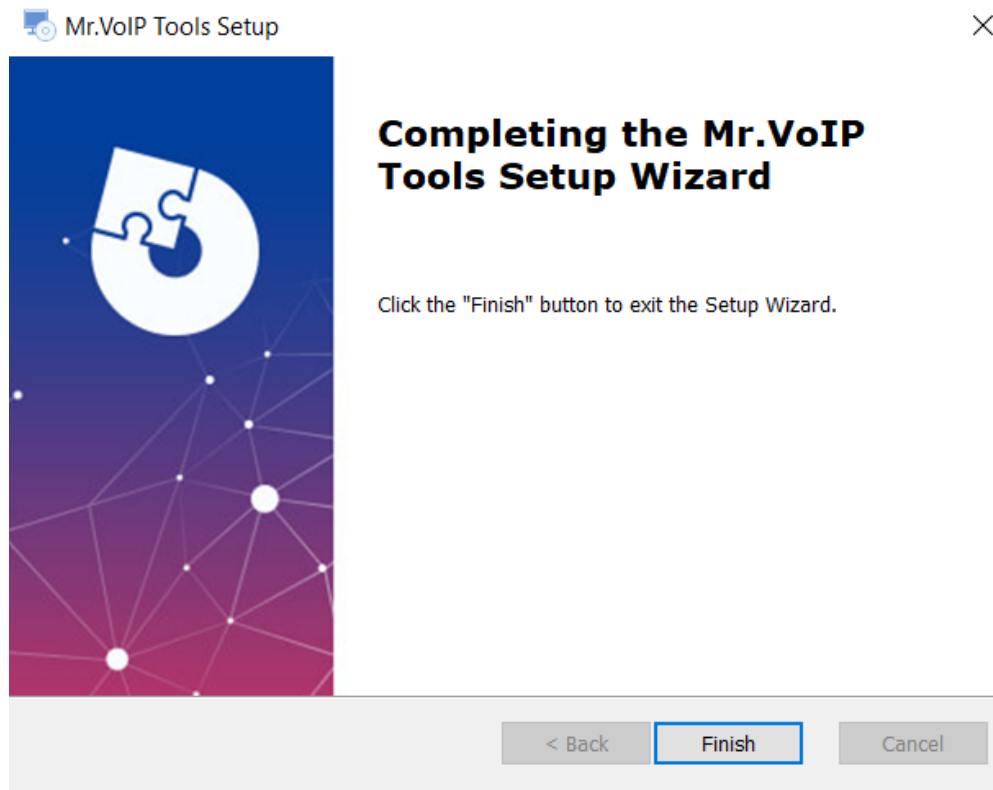 Mr.VoIP Tools Setup
Completing the Mr.VoIP
Tools Setup Wizard
Click the "Finish" button to exit the Setup Wizard.
< Back
Finish
Cancel